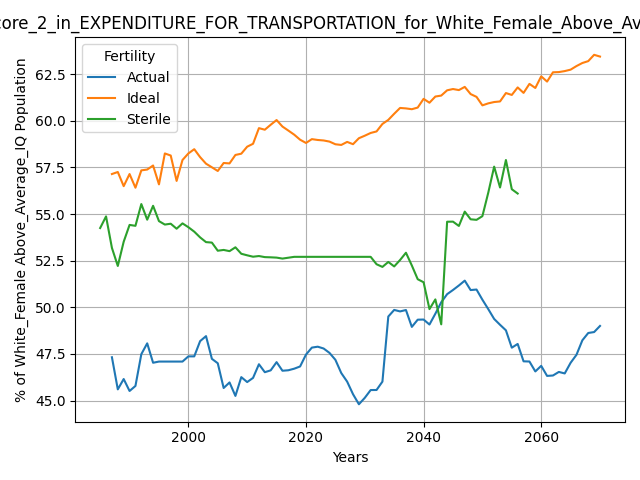 core_2_in_EXPENDITURE_FOR_TRANSPORTATION_for_White_Female_Above_Av
Fertility
Actual
Ideal
Sterile
% of White_Female Above_Average_IQ Population
62.5
60.0
57.5
55.0
52.5
50.0
47.5
45.0
2000
2020
2040
2060
Years